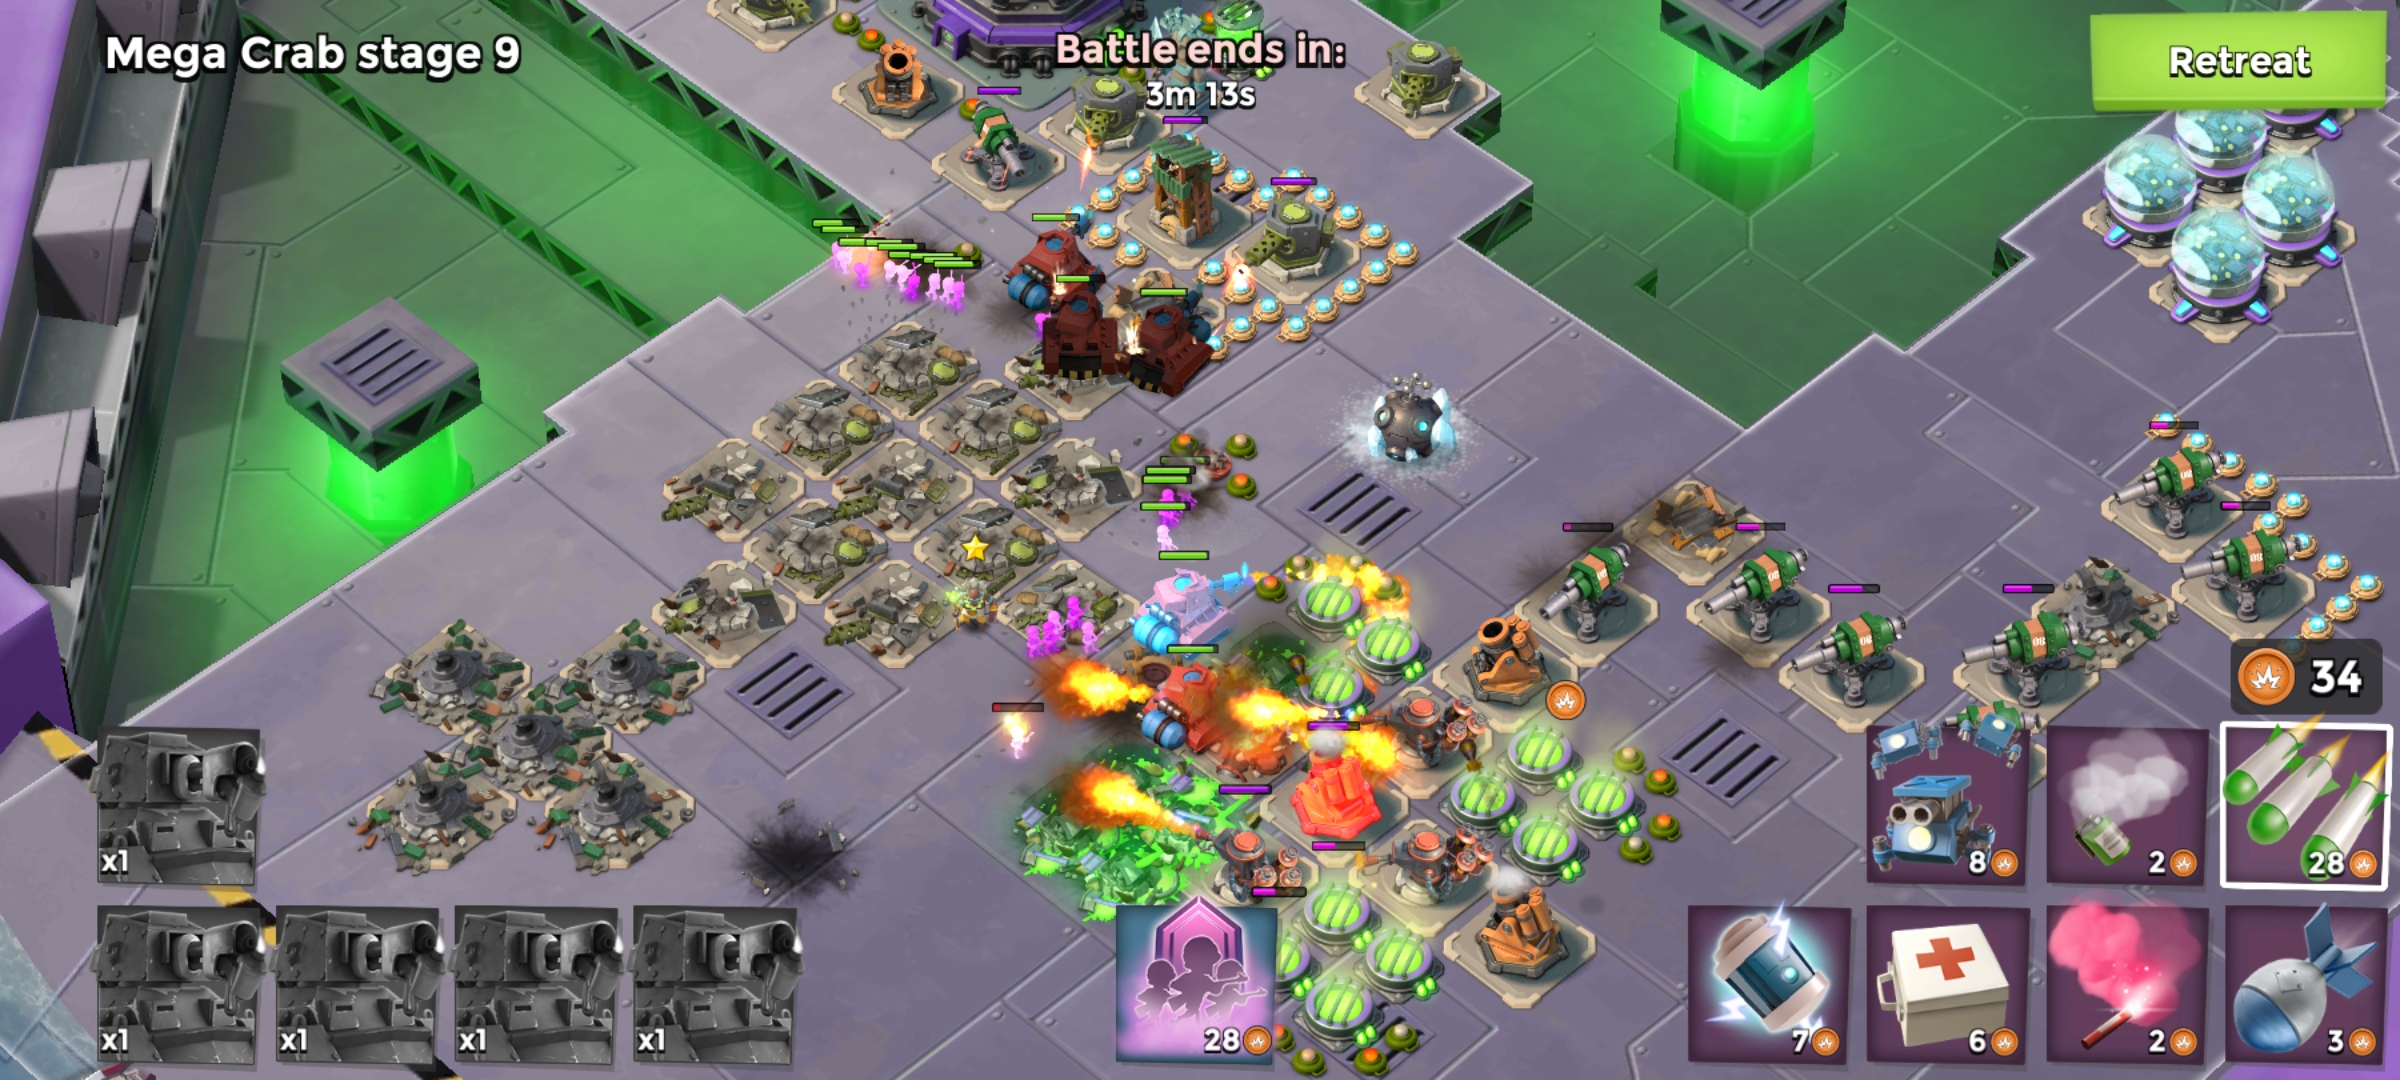 Mega Crab stage 9
Battle ends in:
3m 13s
Retreat
34
x1
8
2
28
x1
x1
x1
x1
28
7
6
2
3